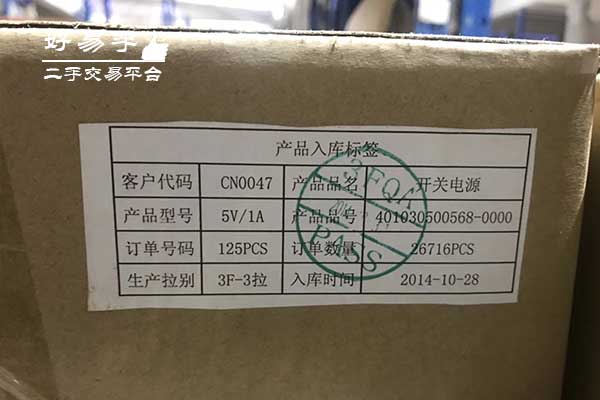 好易手
二手交易平台
产品入库标签
客户代码 CN0047 产品品名 开关电源
产品型号 5V/1A 产品品号 401030500568-0000
订单号码 125PCS 订单数量 26716PCS
生产拉别 3F-3拉 入库时间 2014-10-28
PASS